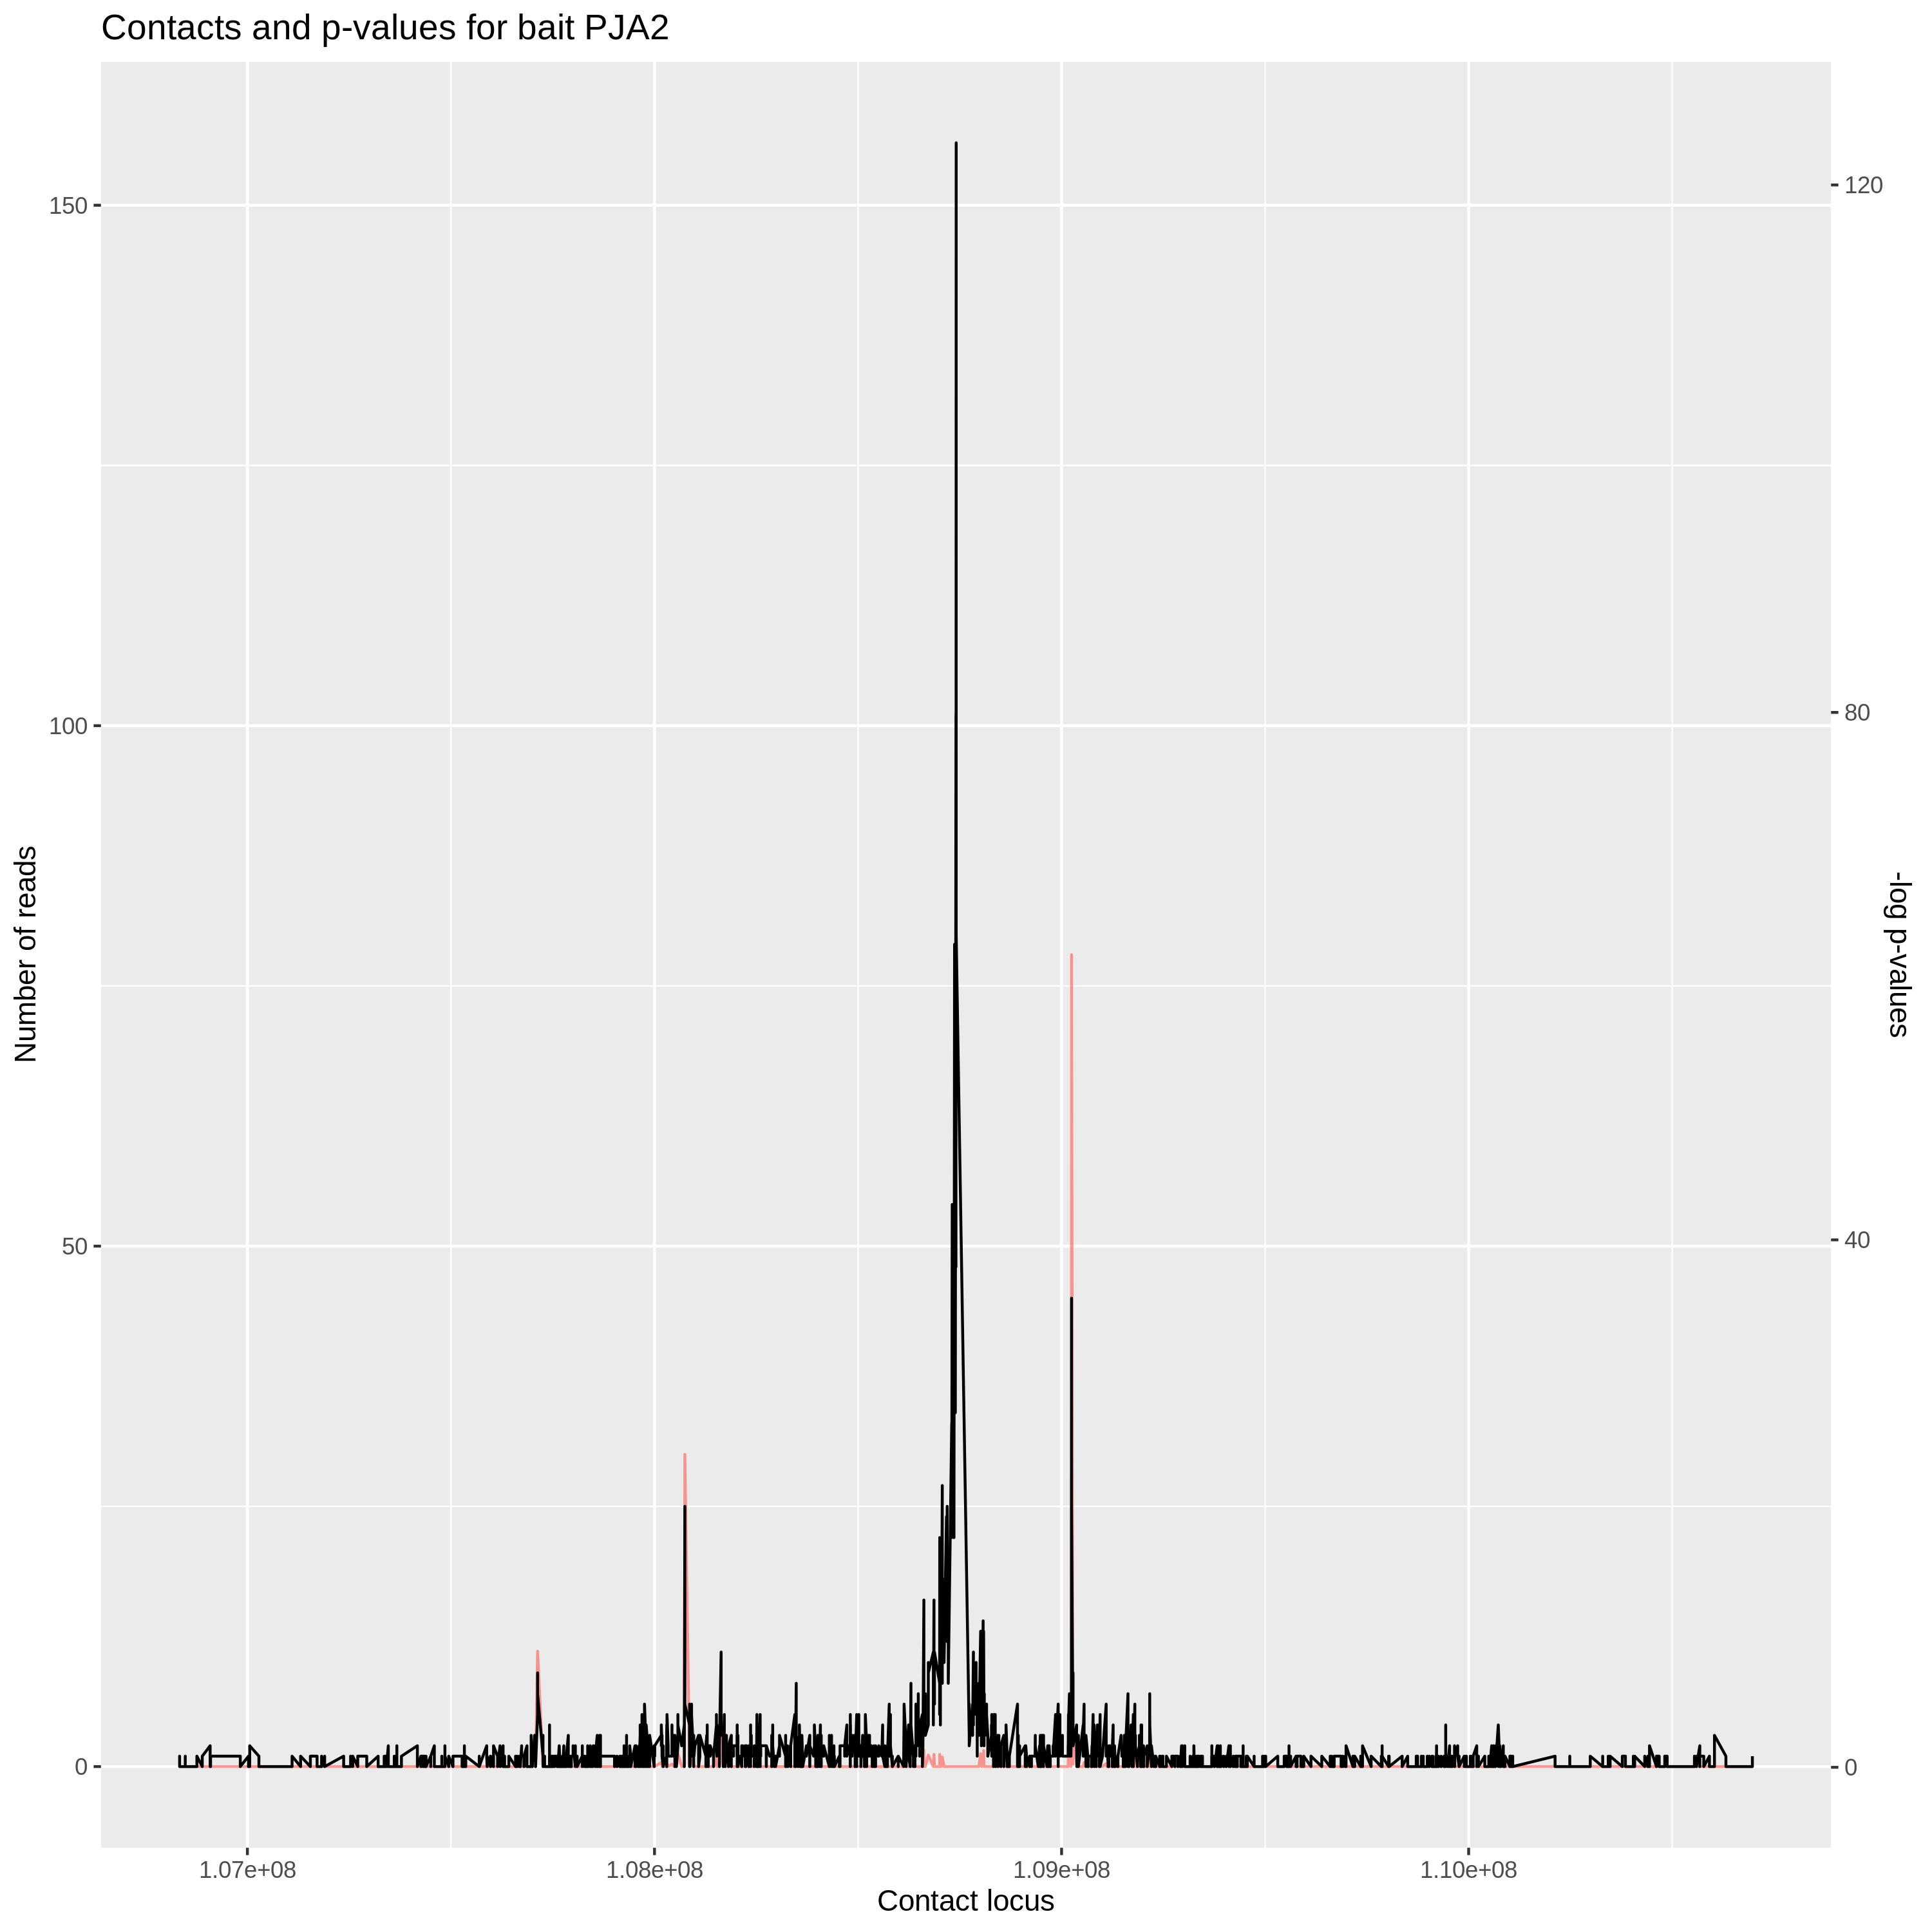 Contacts and p-values for bait PJA2
Number of reads
150
100
50
0
120
80
40
0
-log p-values
1.07e+08
1.08e+08
1.09e+08
1.10e+08
Contact locus